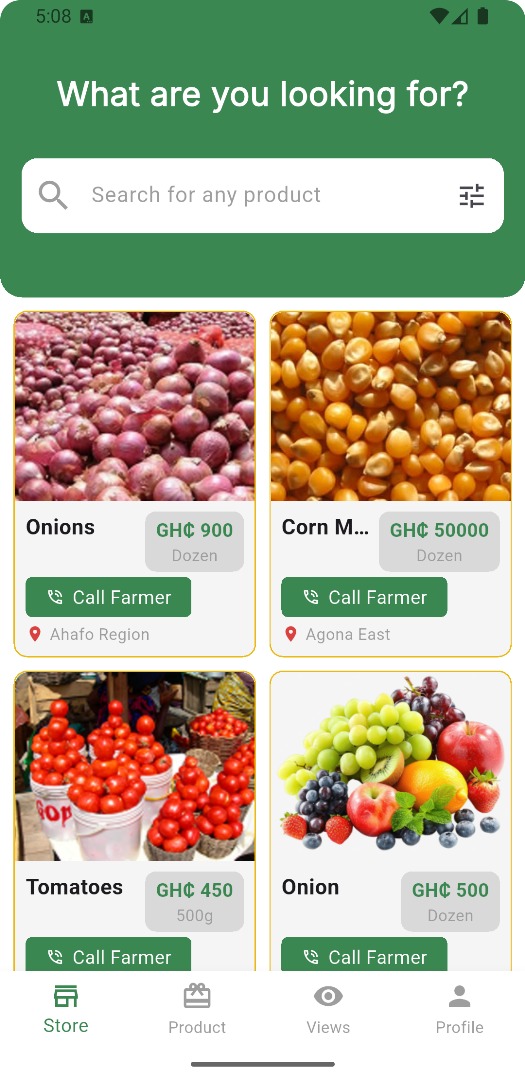 5:08 A
What are you looking for?
Search for any product
Onions
GH₵ 900
Dozen
Call Farmer
Ahafo Region
Corn M...
GH₵ 50000
Dozen
Call Farmer
Agona East
Gop
Tomatoes
GH₵ 450
500g
Call Farmer
Onion
GH₵ 500
Dozen
Call Farmer
Store
Product
Views
Profile